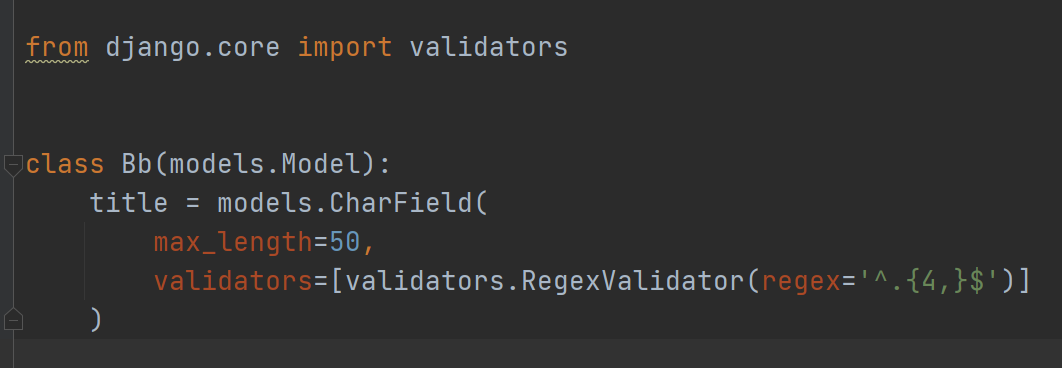 from django.core import validators
class Bb(models.Model):
    title = models.CharField(
        max_length=50,
        validators=[validators.RegexValidator(regex='^.{4,}$')]
    )